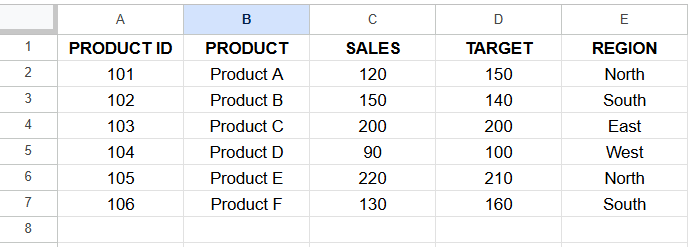 A B C D E
1 PRODUCT ID PRODUCT SALES TARGET REGION
2 101 Product A 120 150 North
3 102 Product B 150 140 South
4 103 Product C 200 200 East
5 104 Product D 90 100 West
6 105 Product E 220 210 North
7 106 Product F 130 160 South
8